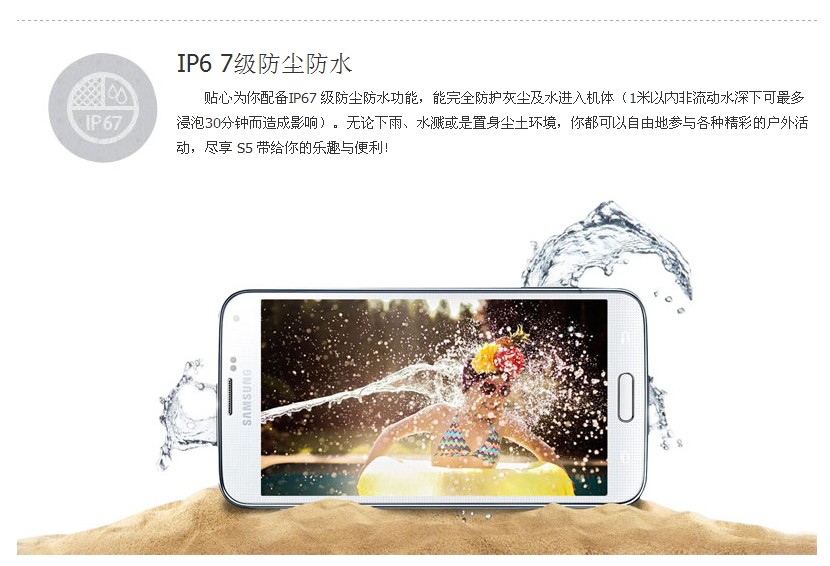 IP6 7级防尘防水
IP67
贴心为你配备IP67 级防尘防水功能，能完全防护灰尘及水进入机体（1米以内非流动水深下可最多
浸泡30分钟而造成影响）。无论下雨、水溅或是置身尘土环境，你都可以自由地参与各种精彩的户外活
动，尽享 S5 带给你的乐趣与便利！
SAMSUNG